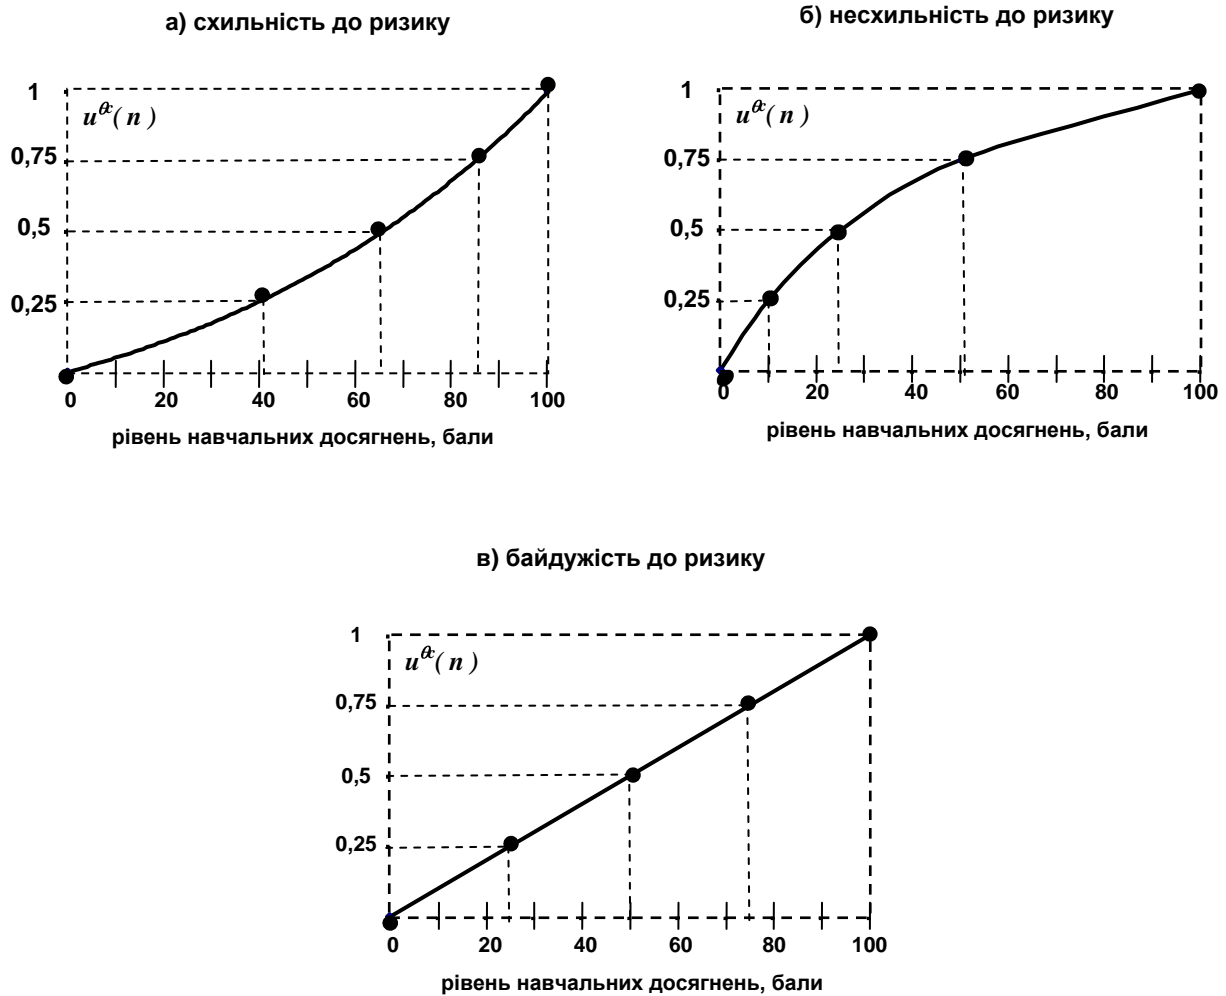 а) схильність до ризику
1
u^θc(n)
0,75
0,5
0,25
0 20 40 60 80 100
рівень навчальних досягнень, бали
б) несхильність до ризику
1
u^θc(n)
0,75
0,5
0,25
0 20 40 60 80 100
рівень навчальних досягнень, бали
в) байдужість до ризику
1
u^θc(n)
0,75
0,5
0,25
0 20 40 60 80 100
рівень навчальних досягнень, бали